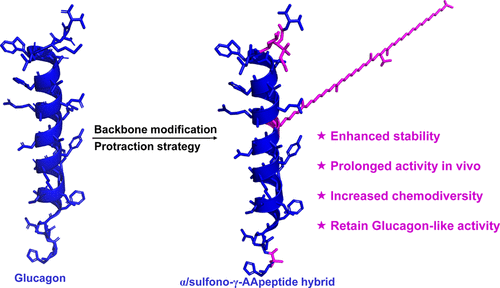 Backbone modification
Protraction strategy
★ Enhanced stability
★ Prolonged activity in vivo
★ Increased chemodiversity
★ Retain Glucagon-like activity
Glucagon
α/sulfono-γ-AApeptide hybrid